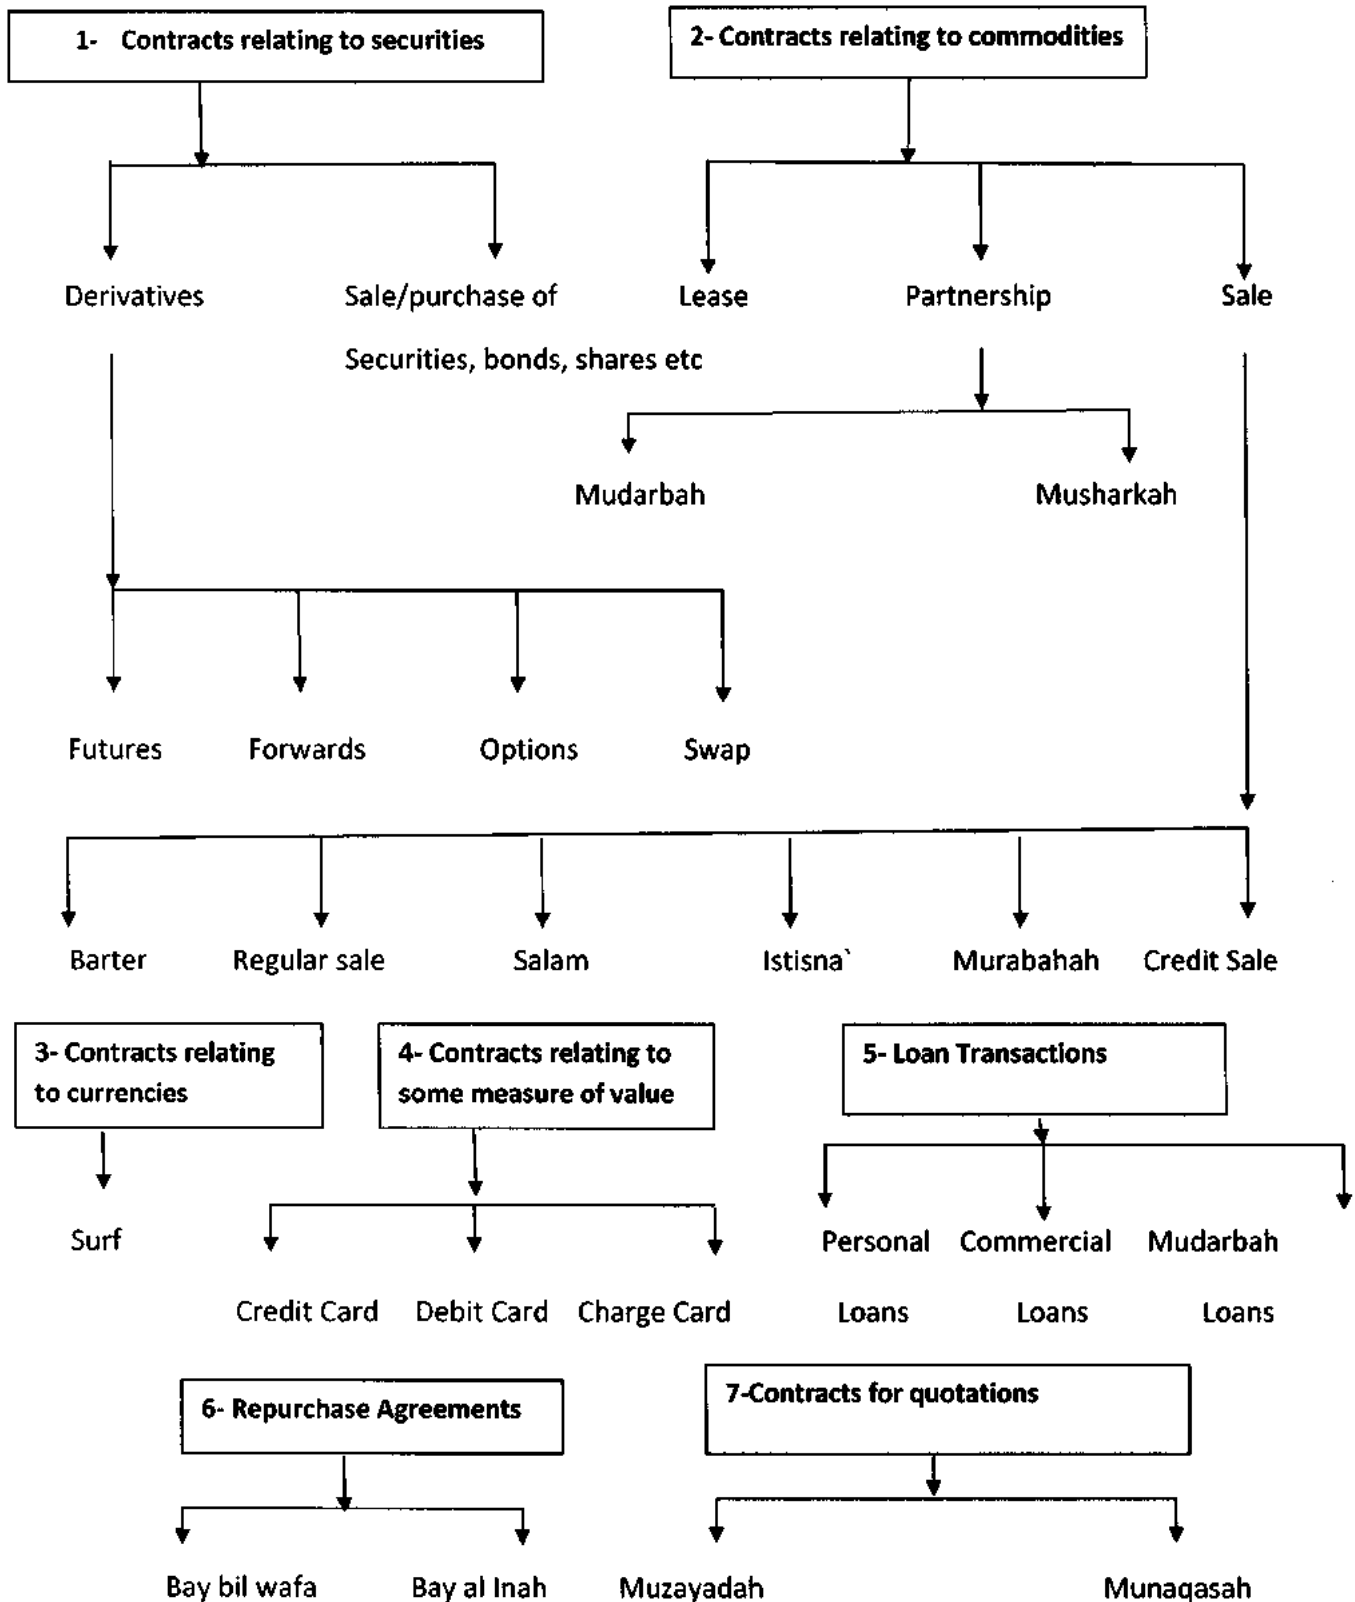 1- Contracts relating to securities
2- Contracts relating to commodities
Derivatives
Sale/purchase of
Securities, bonds, shares etc
Lease
Partnership
Sale
Mudarbah
Musharkah
Futures
Forwards
Options
Swap
Barter
Regular sale
Salam
Istisna`
Murabahah
Credit Sale
3- Contracts relating
to currencies
4- Contracts relating to
some measure of value
5- Loan Transactions
Surf
Credit Card
Debit Card
Charge Card
Personal
Loans
Commercial
Loans
Mudarbah
Loans
6- Repurchase Agreements
7-Contracts for quotations
Bay bil wafa
Bay al Inah
Muzayadah
Munaqasah